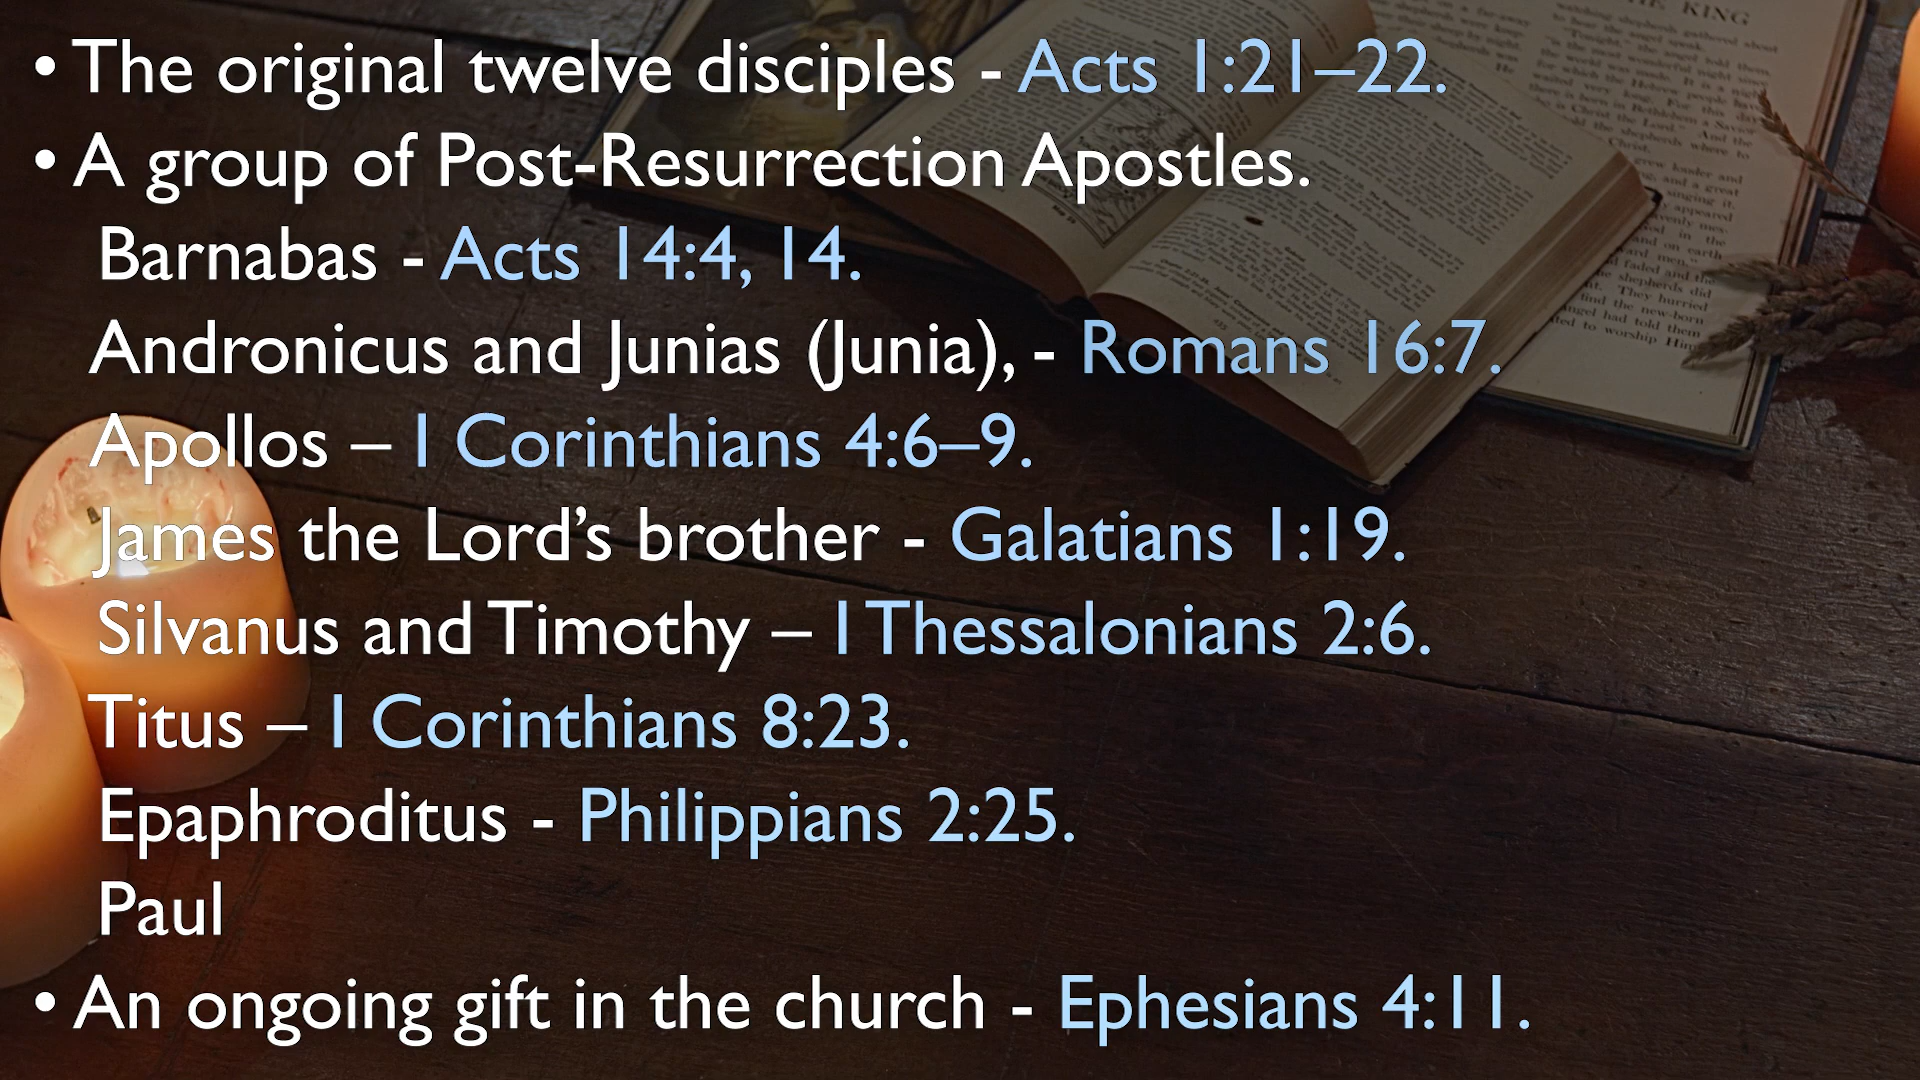 • The original twelve disciples - Acts 1:21–22.
• A group of Post-Resurrection Apostles.
Barnabas - Acts 14:4, 14.
Andronicus and Junias (Junia), - Romans 16:7.
Apollos – 1 Corinthians 4:6–9.
James the Lord’s brother - Galatians 1:19.
Silvanus and Timothy – 1 Thessalonians 2:6.
Titus – 1 Corinthians 8:23.
Epaphroditus - Philippians 2:25.
Paul
• An ongoing gift in the church - Ephesians 4:11.